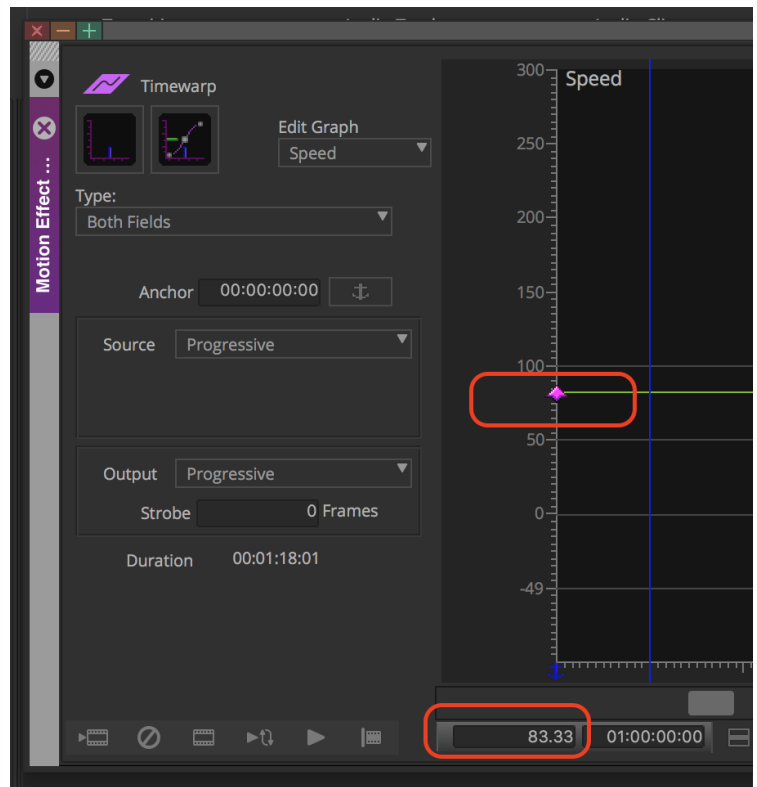 Timewarp
Edit Graph
Speed
Type:
Both Fields
Anchor 00:00:00:00
Source Progressive
Output Progressive
Strobe 0 Frames
Duration 00:01:18:01
Motion Effect ...
300
Speed
250
200
150
100
50
0
-49
83.33
01:00:00:00